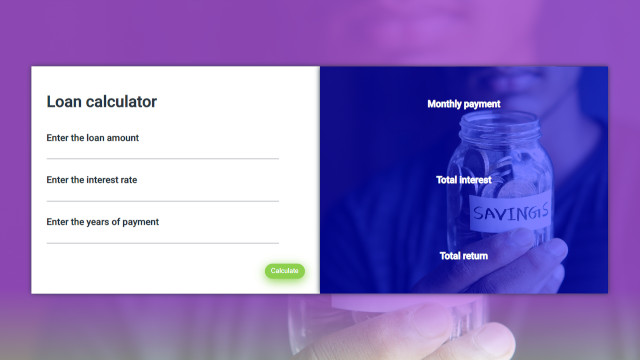 Loan calculator
Enter the loan amount
Enter the interest rate
Enter the years of payment
Calculate
Monthly payment
Total interest
SAVINGS
Total return